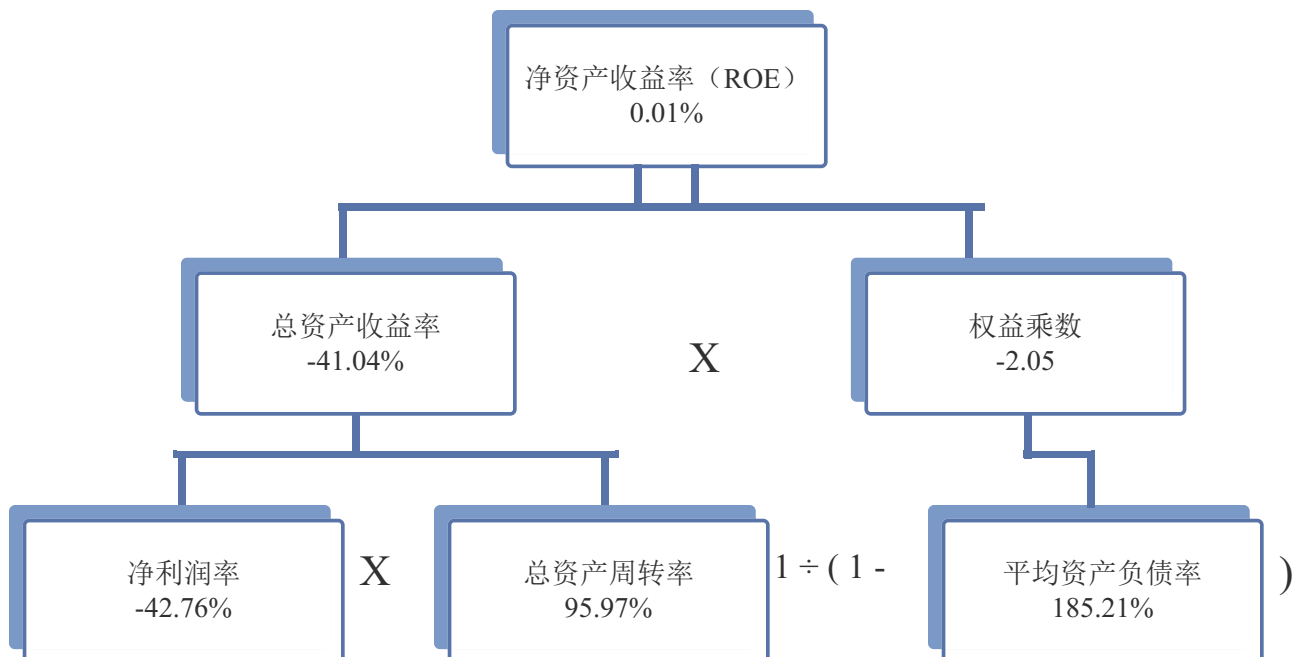 净资产收益率（ROE）
0.01%
总资产收益率
-41.04%
X
权益乘数
-2.05
净利润率
-42.76%
X
总资产周转率
95.97%
1 ÷ ( 1 -
平均资产负债率
185.21%
)